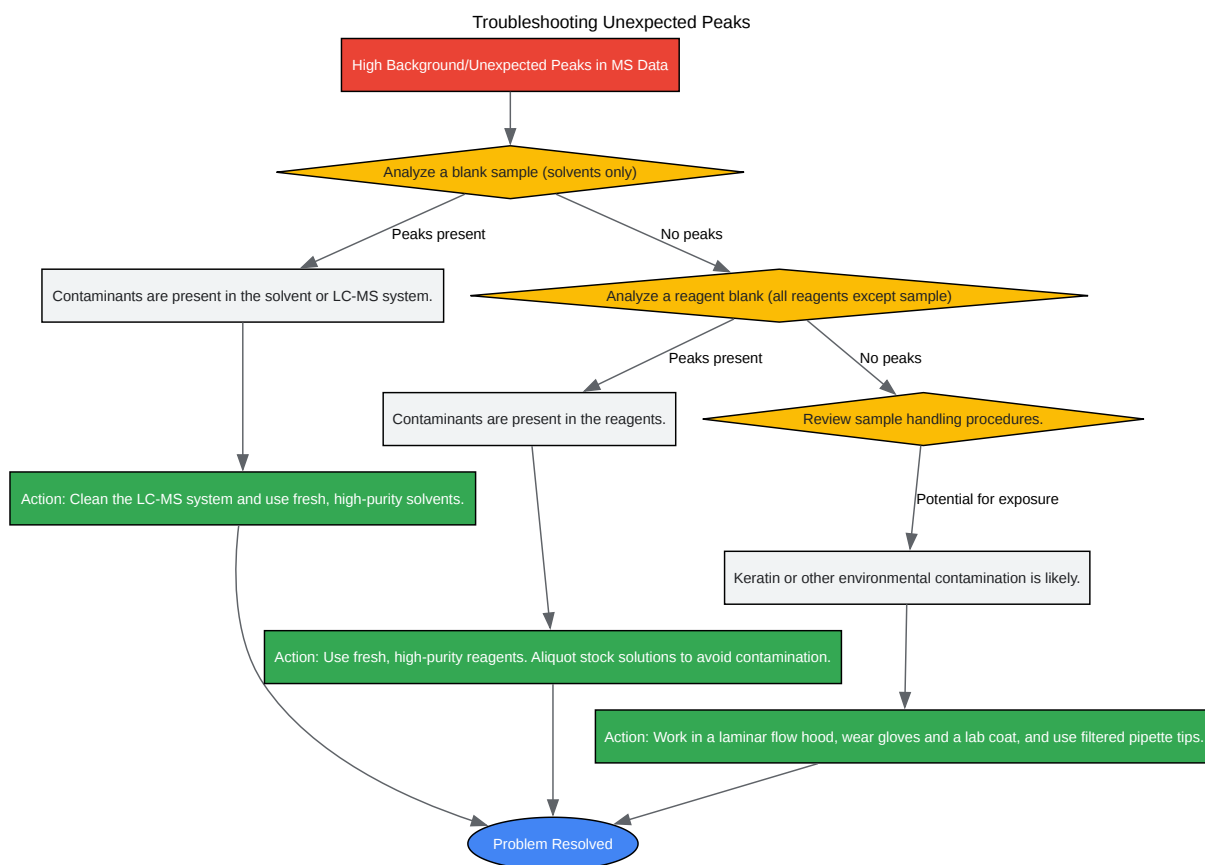 Troubleshooting Unexpected Peaks
High Background/Unexpected Peaks in MS Data
Analyze a blank sample (solvents only)
Peaks present
No peaks
Contaminants are present in the solvent or LC-MS system.
Analyze a reagent blank (all reagents except sample)
Peaks present
No peaks
Contaminants are present in the reagents.
Review sample handling procedures.
Action: Clean the LC-MS system and use fresh, high-purity solvents.
Potential for exposure
Keratin or other environmental contamination is likely.
Action: Use fresh, high-purity reagents. Aliquot stock solutions to avoid contamination.
Action: Work in a laminar flow hood, wear gloves and a lab coat, and use filtered pipette tips.
Problem Resolved